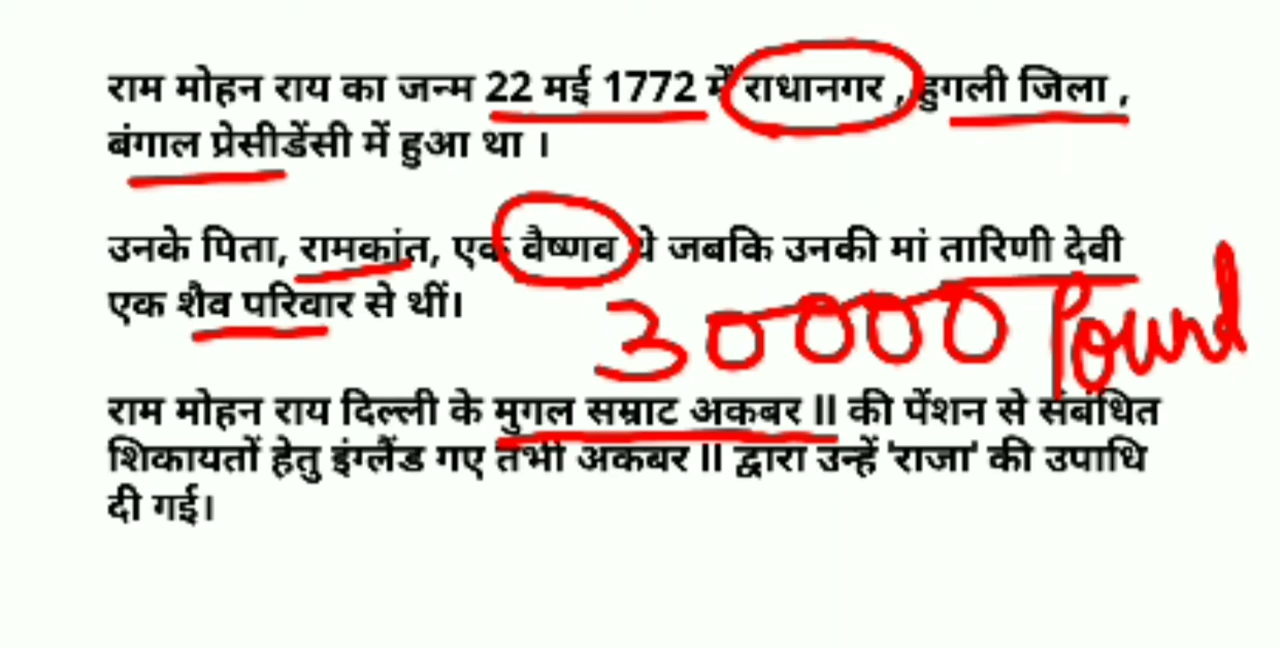 राम मोहन राय का जन्म 22 मई 1772 में राधानगर , हुगली जिला ,
बंगाल प्रेसीडेंसी में हुआ था ।
उनके पिता, रामकांत, एक वैष्णव थे जबकि उनकी मां तारिणी देवी
एक शैव परिवार से थीं।
30000 Pound
राम मोहन राय दिल्ली के मुगल सम्राट अकबर II की पेंशन से संबंधित
शिकायतों हेतु इंग्लैंड गए तभी अकबर II द्वारा उन्हें 'राजा' की उपाधि
दी गई।